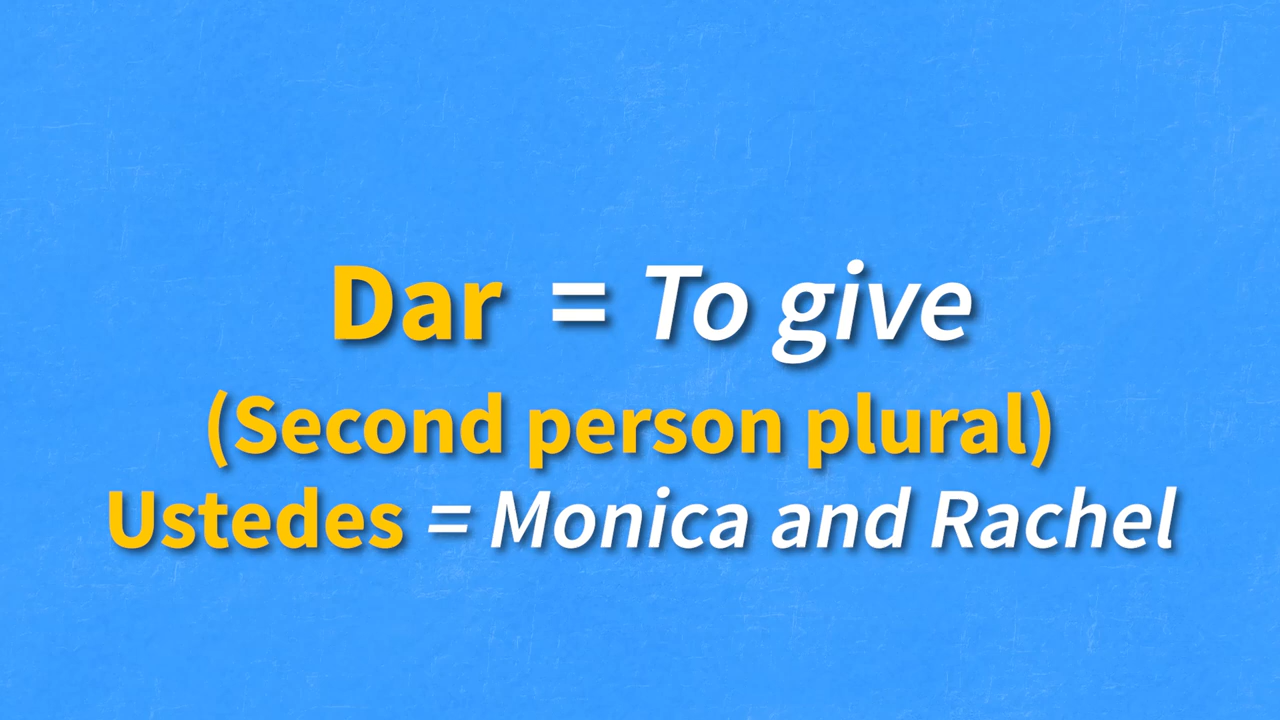 Dar = To give
(Second person plural)
Ustedes = Monica and Rachel